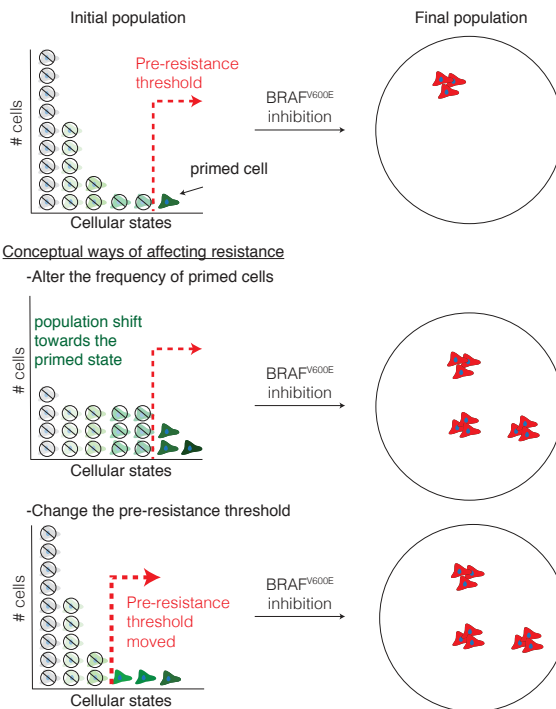 Initial population
Final population
Pre-resistance
threshold
BRAFV600E
inhibition
primed cell
# cells
Cellular states
Conceptual ways of affecting resistance
-Alter the frequency of primed cells
population shift
towards the
primed state
BRAFV600E
inhibition
# cells
Cellular states
-Change the pre-resistance threshold
BRAFV600E
inhibition
Pre-resistance
threshold
moved
# cells
Cellular states